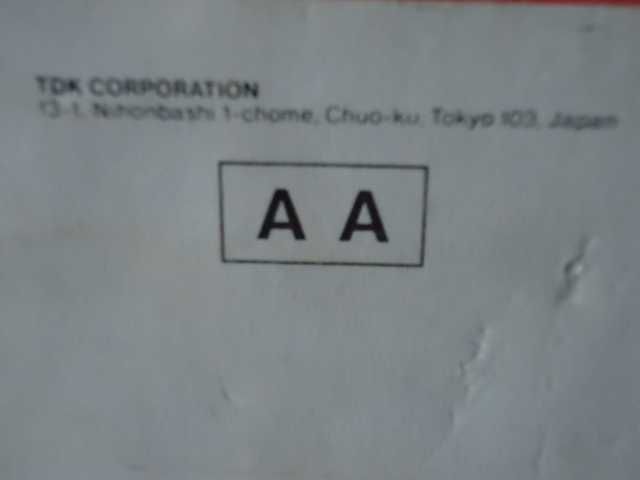 TDK CORPORATION
13-1, Nihonbashi 1-chome, Chuo-ku, Tokyo 103, Japan
A A